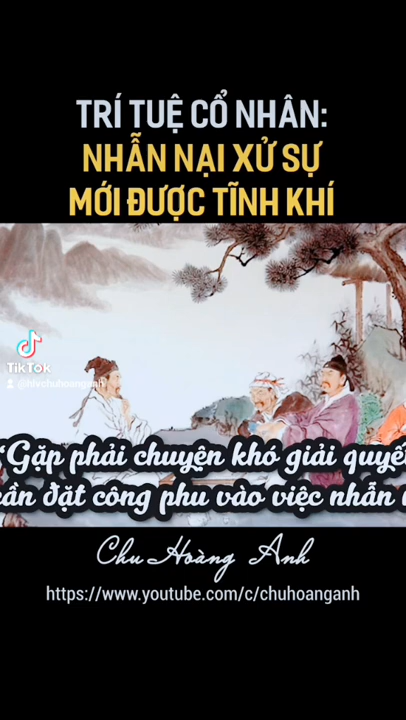 TRÍ TUỆ CỔ NHÂN:
NHẪN NẠI XỬ SỰ
MỚI ĐƯỢC TĨNH KHÍ
TikTok
@htvchuhoanganh
“Gặp phải chuyện khó giải quyết
cần đặt công phu vào việc nhẫn
Chu Hoàng Anh
https://www.youtube.com/c/chuhoanganh